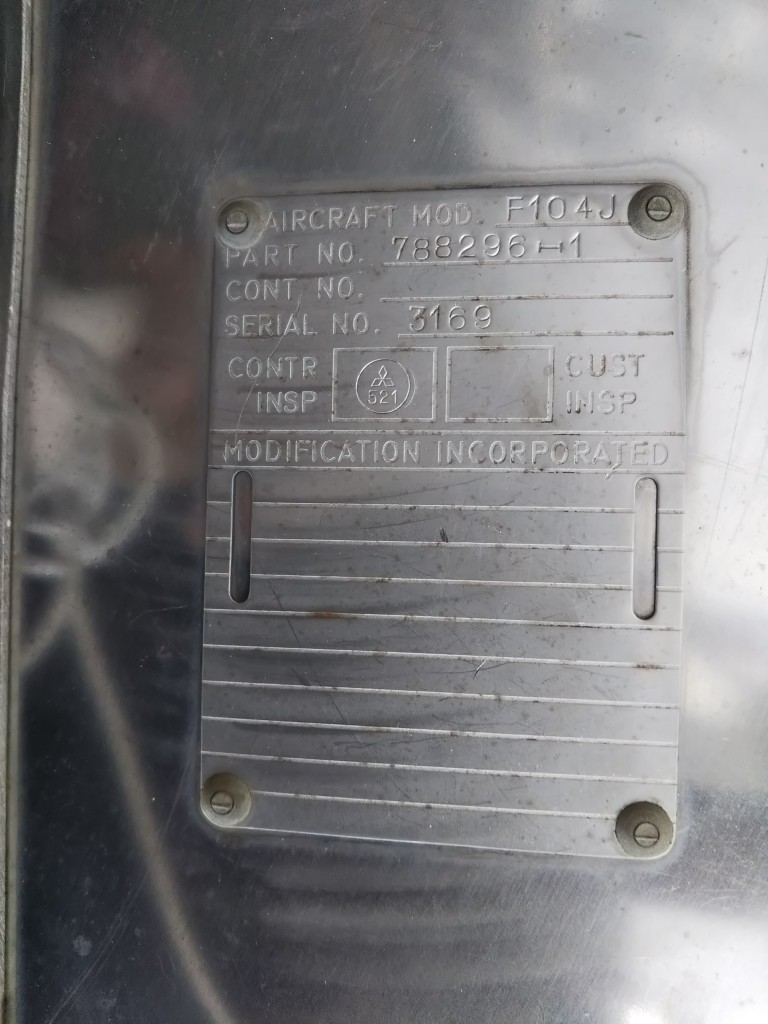 AIRCRAFT MOD. F104J
PART NO. 788296-1
CONT NO.
SERIAL NO. 3169
CONTR INSP 521 CUST INSP
MODIFICATION INCORPORATED